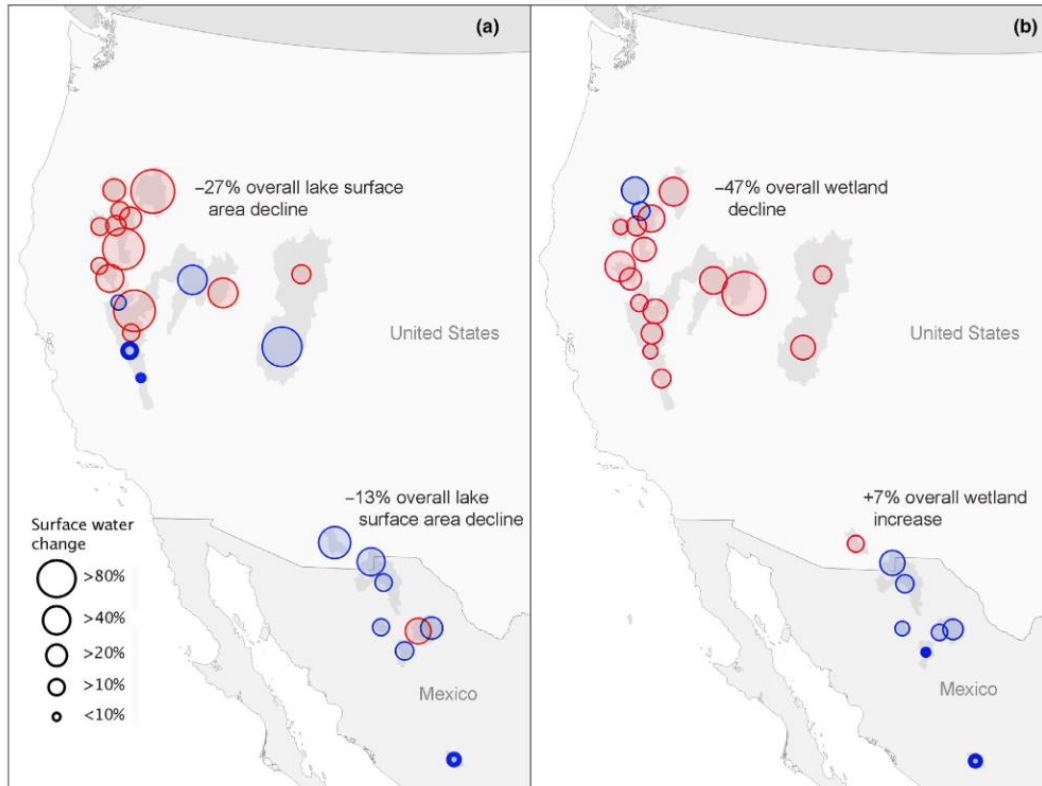 (a)
−27% overall lake surface
area decline
United States
−13% overall lake
surface area decline
Surface water
change
>80%
>40%
>20%
>10%
<10%
Mexico
(b)
−47% overall wetland
decline
United States
+7% overall wetland
increase
Mexico